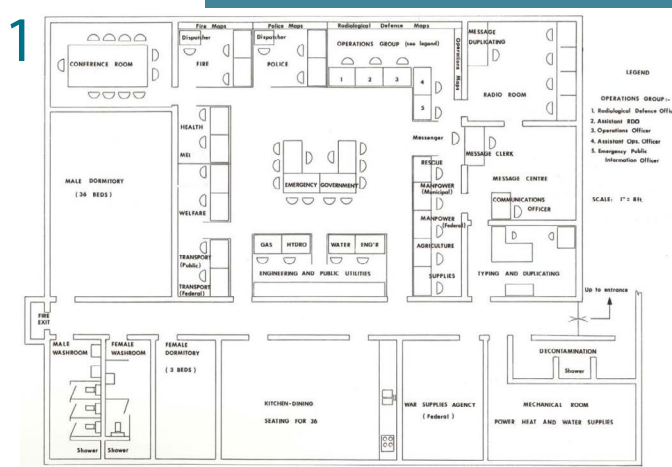 1
Fire Maps
Police Maps
Radiological Defence Maps
Dispatcher
FIRE
Dispatcher
POLICE
OPERATIONS GROUP (see legend)
1 2 3
4
5
Operations Maps
MESSAGE
DUPLICATING
RADIO ROOM
CONFERENCE ROOM
LEGEND
OPERATIONS GROUP:-
1. Radiological Defence Offic
2. Assistant RDO
3. Operations Officer
4. Assistant Ops. Officer
5. Emergency Public
Information Officer
SCALE: 1"= 8ft.
HEALTH
MEI
WELFARE
TRANSPORT
(Public)
TRANSPORT
(Federal)
MALE DORMITORY
(36 BEDS)
EMERGENCY GOVERNMENT
Messenger
RESCUE
MANPOWER
(Municipal)
MANPOWER
(Federal)
AGRICULTURE
SUPPLIES
MESSAGE CLERK
MESSAGE CENTRE
COMMUNICATIONS
OFFICER
GAS HYDRO WATER ENG'R
ENGINEERING AND PUBLIC UTILITIES
TYPING AND DUPLICATING
Up to entrance
FIRE
EXIT
MALE
WASHROOM
FEMALE
WASHROOM
FEMALE
DORMITORY
(3 BEDS)
Shower
Shower
KITCHEN-DINING
SEATING FOR 36
WAR SUPPLIES AGENCY
(Federal)
DECONTAMINATION
Shower
MECHANICAL ROOM
POWER HEAT AND WATER SUPPLIES